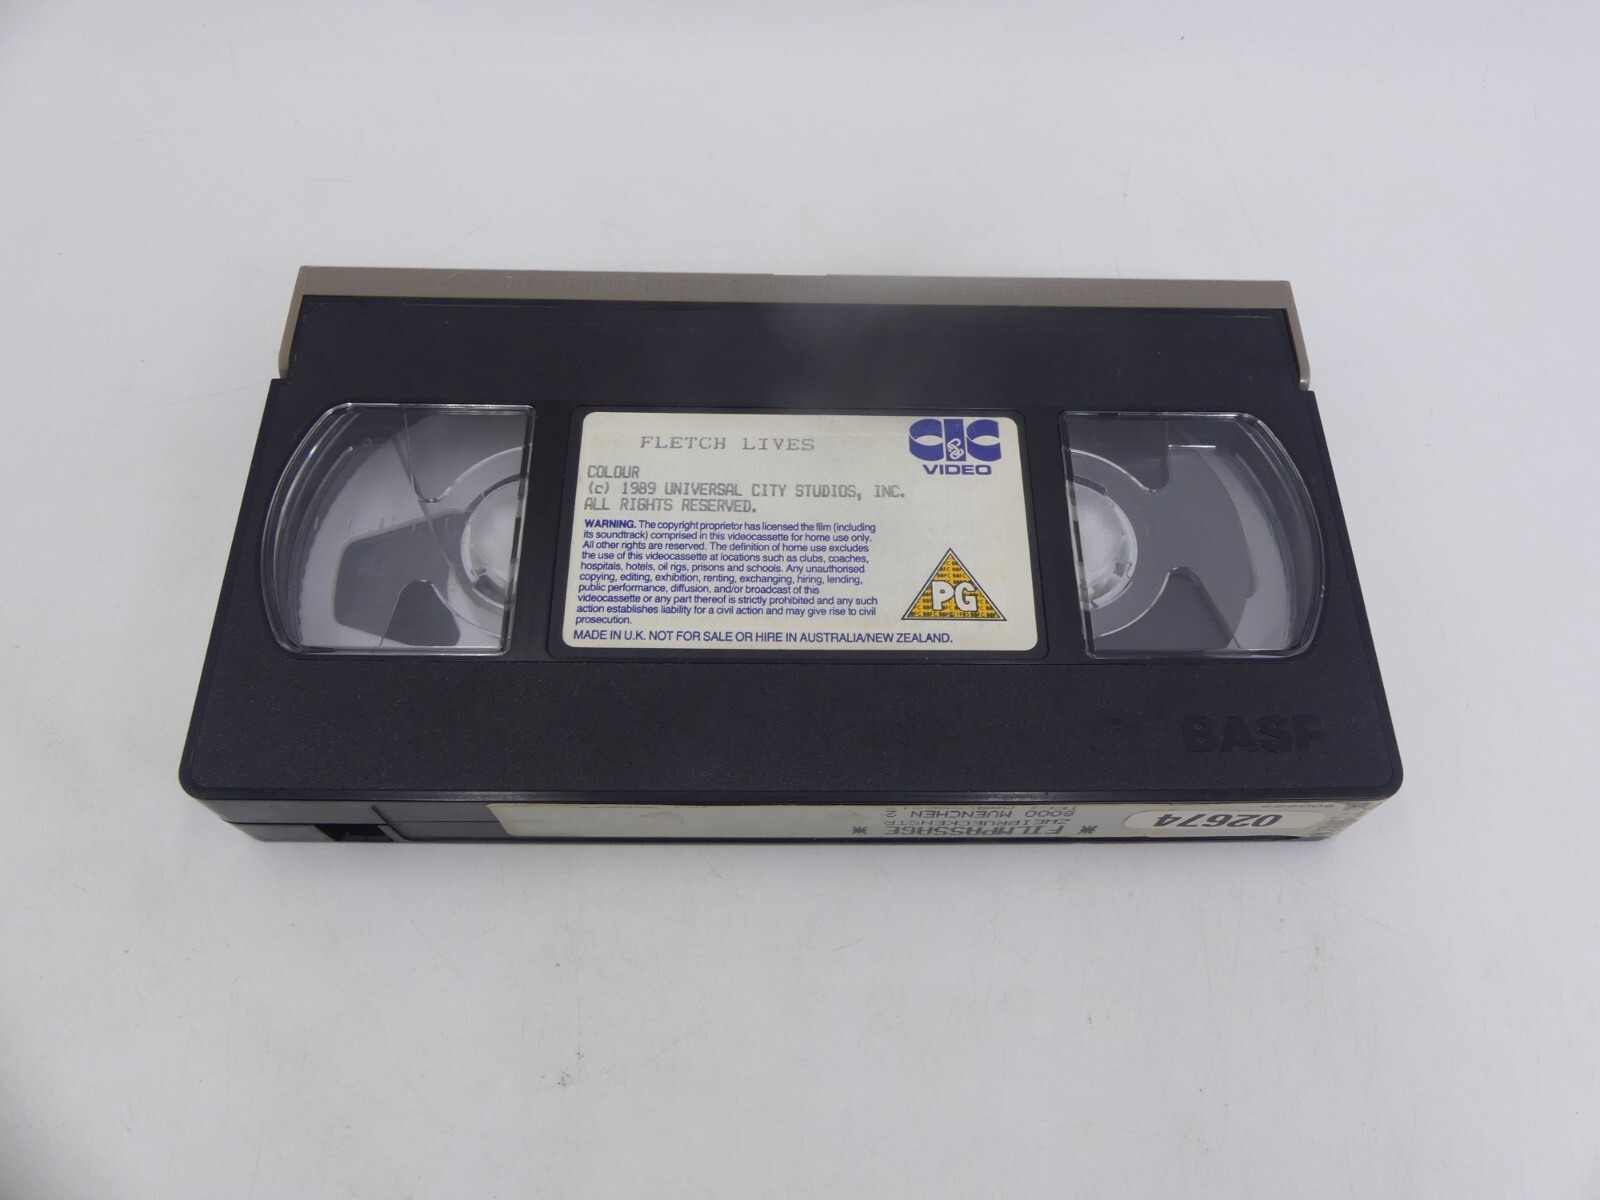 FLETCH LIVES
CIC
VIDEO
COLOUR
(c) 1989 UNIVERSAL CITY STUDIOS, INC.
ALL RIGHTS RESERVED.
WARNING. The copyright proprietor has licensed the film (including
its soundtrack) comprised in this videocassette for home use only.
All other rights are reserved. The definition of home use excludes
the use of this videocassette at locations such as clubs, coaches,
hospitals, hotels, oil rigs, prisons and schools. Any unauthorised
copying, editing, exhibition, renting, exchanging, hiring, lending,
public performance, diffusion, and/or broadcast of this
videocassette or any part thereof is strictly prohibited and any such
action establishes liability for a civil action and may give rise to civil
prosecution.
PG
MADE IN U.K. NOT FOR SALE OR HIRE IN AUSTRALIA/NEW ZEALAND.
BASF
02674
* FILMPASSAGE *
ZWEIBRUECKENSTR
8000 MUENCHEN 2